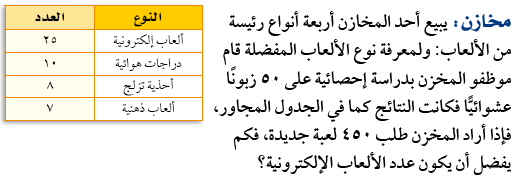 مخازن: يبيع أحد المخازن أربعة أنواع رئيسة
من الألعاب: ولمعرفة نوع الألعاب المفضلة قام
موظفو المخزن بدراسة إحصائية على ٥٠ زبونًا
عشوائيًّا فكانت النتائج كما في الجدول المجاور،
فإذا أراد المخزن طلب ٤٥٠ لعبة جديدة، فكم
يفضل أن يكون عدد الألعاب الإلكترونية؟
النوع العدد
ألعاب إلكترونية ٢٥
دراجات هوائية ١٠
أحذية تزلج ٨
ألعاب ذهنية ٧